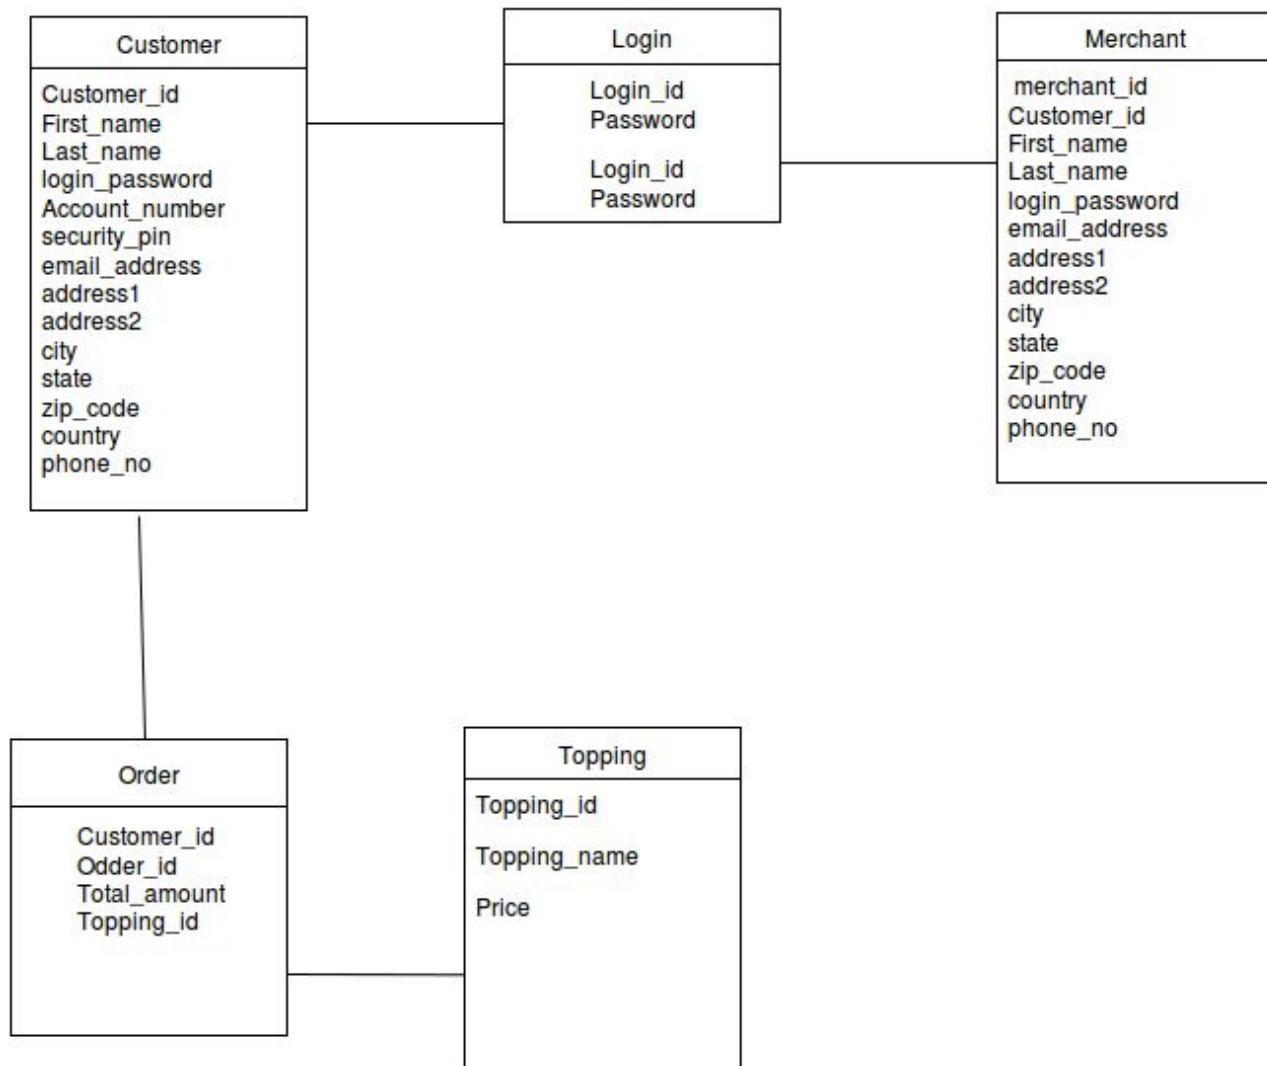 Customer
Customer_id
First_name
Last_name
login_password
Account_number
security_pin
email_address
address1
address2
city
state
zip_code
country
phone_no
Login
Login_id
Password
Login_id
Password
Merchant
merchant_id
Customer_id
First_name
Last_name
login_password
email_address
address1
address2
city
state
zip_code
country
phone_no
Order
Customer_id
Odder_id
Total_amount
Topping_id
Topping
Topping_id
Topping_name
Price